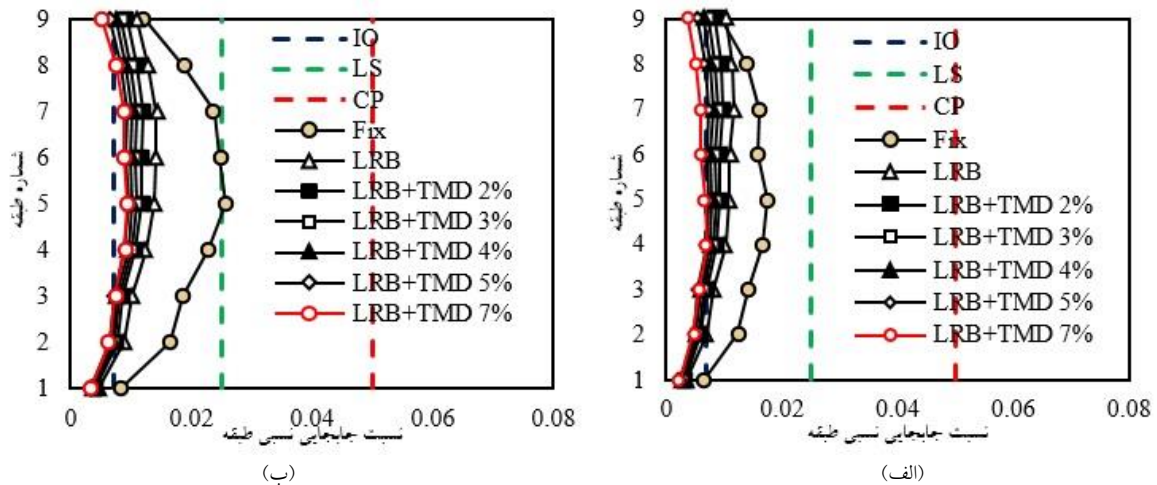 9
8
7
6
5
4
3
2
1
شماره طبقه
0
0.02
0.04
0.06
0.08
نسبت جابجایی نسبی طبقه
IO
LS
CP
Fix
LRB
LRB+TMD 2%
LRB+TMD 3%
LRB+TMD 4%
LRB+TMD 5%
LRB+TMD 7%
(الف)
9
8
7
6
5
4
3
2
1
شماره طبقه
0
0.02
0.04
0.06
0.08
نسبت جابجایی نسبی طبقه
IO
LS
CP
Fix
LRB
LRB+TMD 2%
LRB+TMD 3%
LRB+TMD 4%
LRB+TMD 5%
LRB+TMD 7%
(ب)